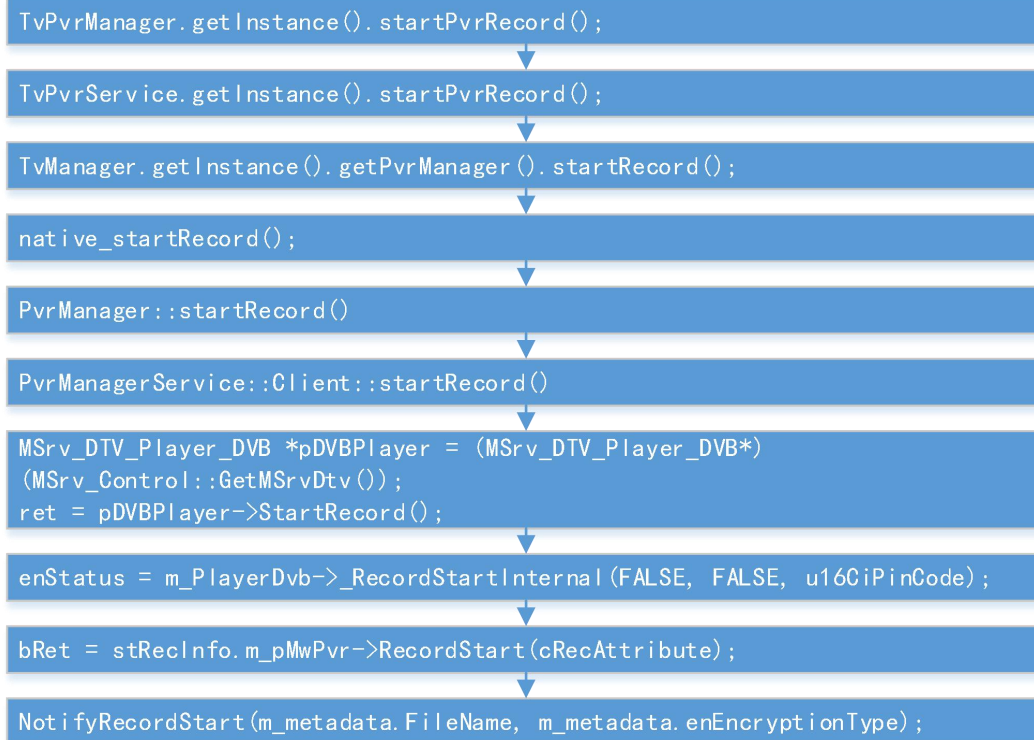 TvPvrManager.getInstance().startPvrRecord();
TvPvrService.getInstance().startPvrRecord();
TvManager.getInstance().getPvrManager().startRecord();
native_startRecord();
PvrManager::startRecord()
PvrManagerService::Client::startRecord()
MSrv_DTV_Player_DVB *pDVBPlayer = (MSrv_DTV_Player_DVB*)
(MSrv_Control::GetMSrvDtv());
ret = pDVBPlayer->StartRecord();
enStatus = m_PlayerDvb->_RecordStartInternal(FALSE, FALSE, u16CiPinCode);
bRet = stRecInfo.m_pMwPvr->RecordStart(cRecAttribute);
NotifyRecordStart(m_metadata.FileName, m_metadata.enEncryptionType);